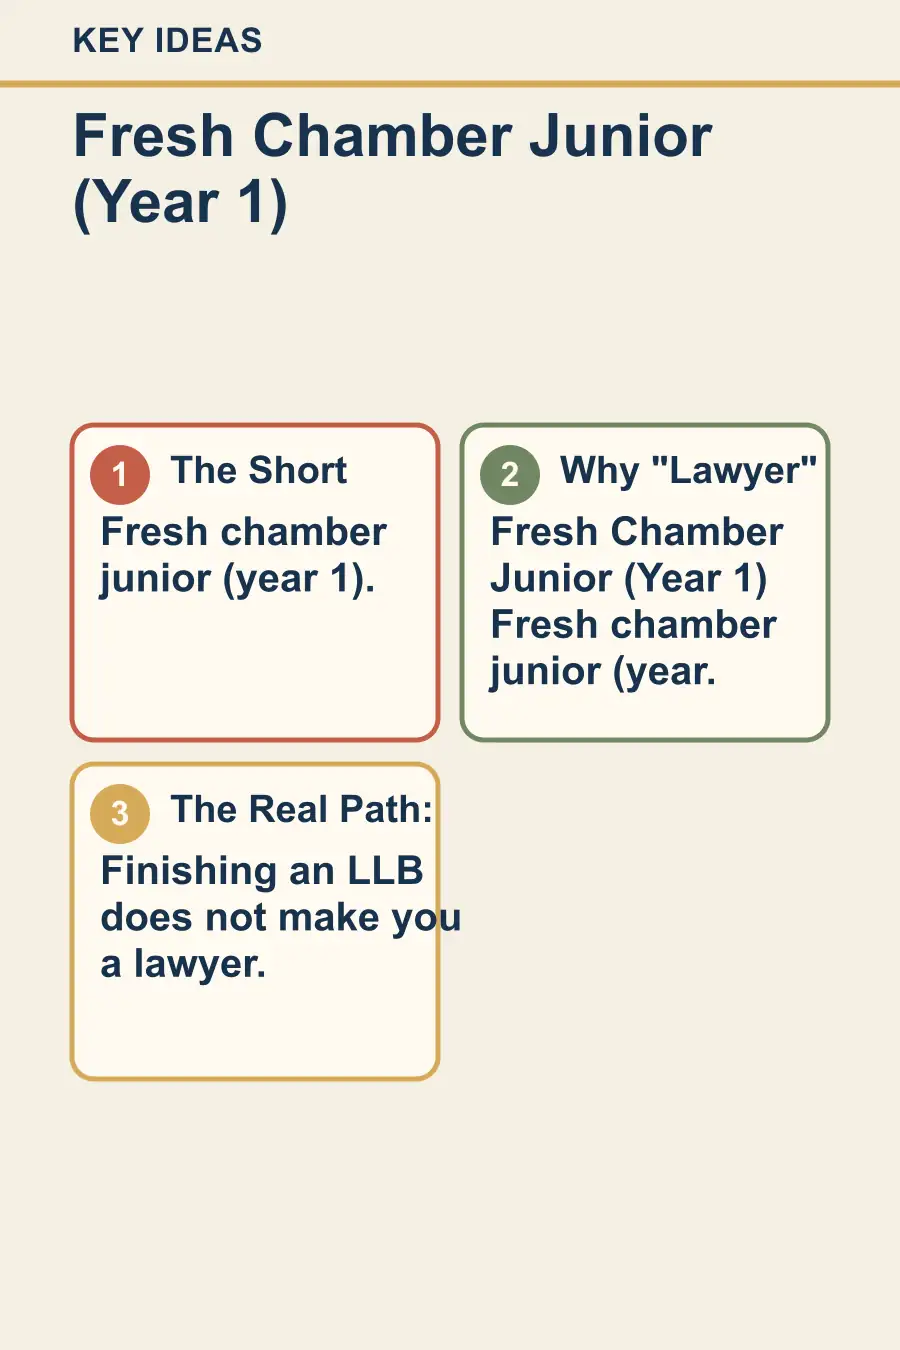 KEY IDEAS
Fresh Chamber Junior
(Year 1)
1 The Short
Fresh chamber
junior (year 1).
2 Why "Lawyer"
Fresh Chamber
Junior (Year 1)
Fresh chamber
junior (year.
3 The Real Path:
Finishing an LLB
does not make you
a lawyer.